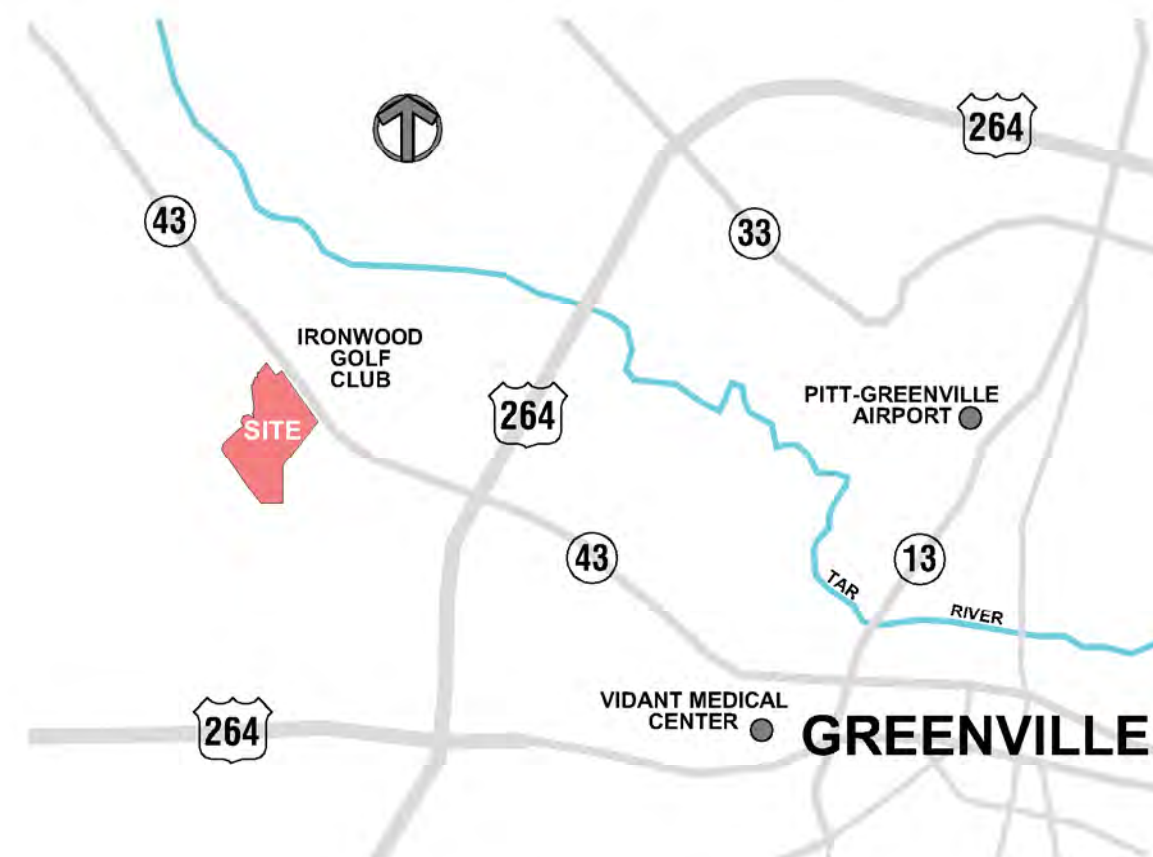 264
43
33
IRONWOOD
GOLF
CLUB
SITE
264
PITT-GREENVILLE
AIRPORT
43
13
TAR
RIVER
VIDANT MEDICAL
CENTER
264
GREENVILLE